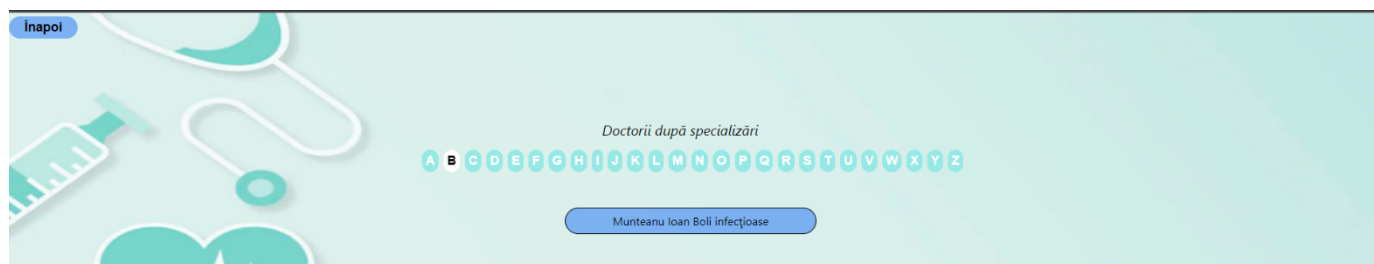 Înapoi
Doctorii după specializări
A B C D E F G H I J K L M N O P Q R S T U V W X Y Z
Munteanu Ioan Boli infecţioase